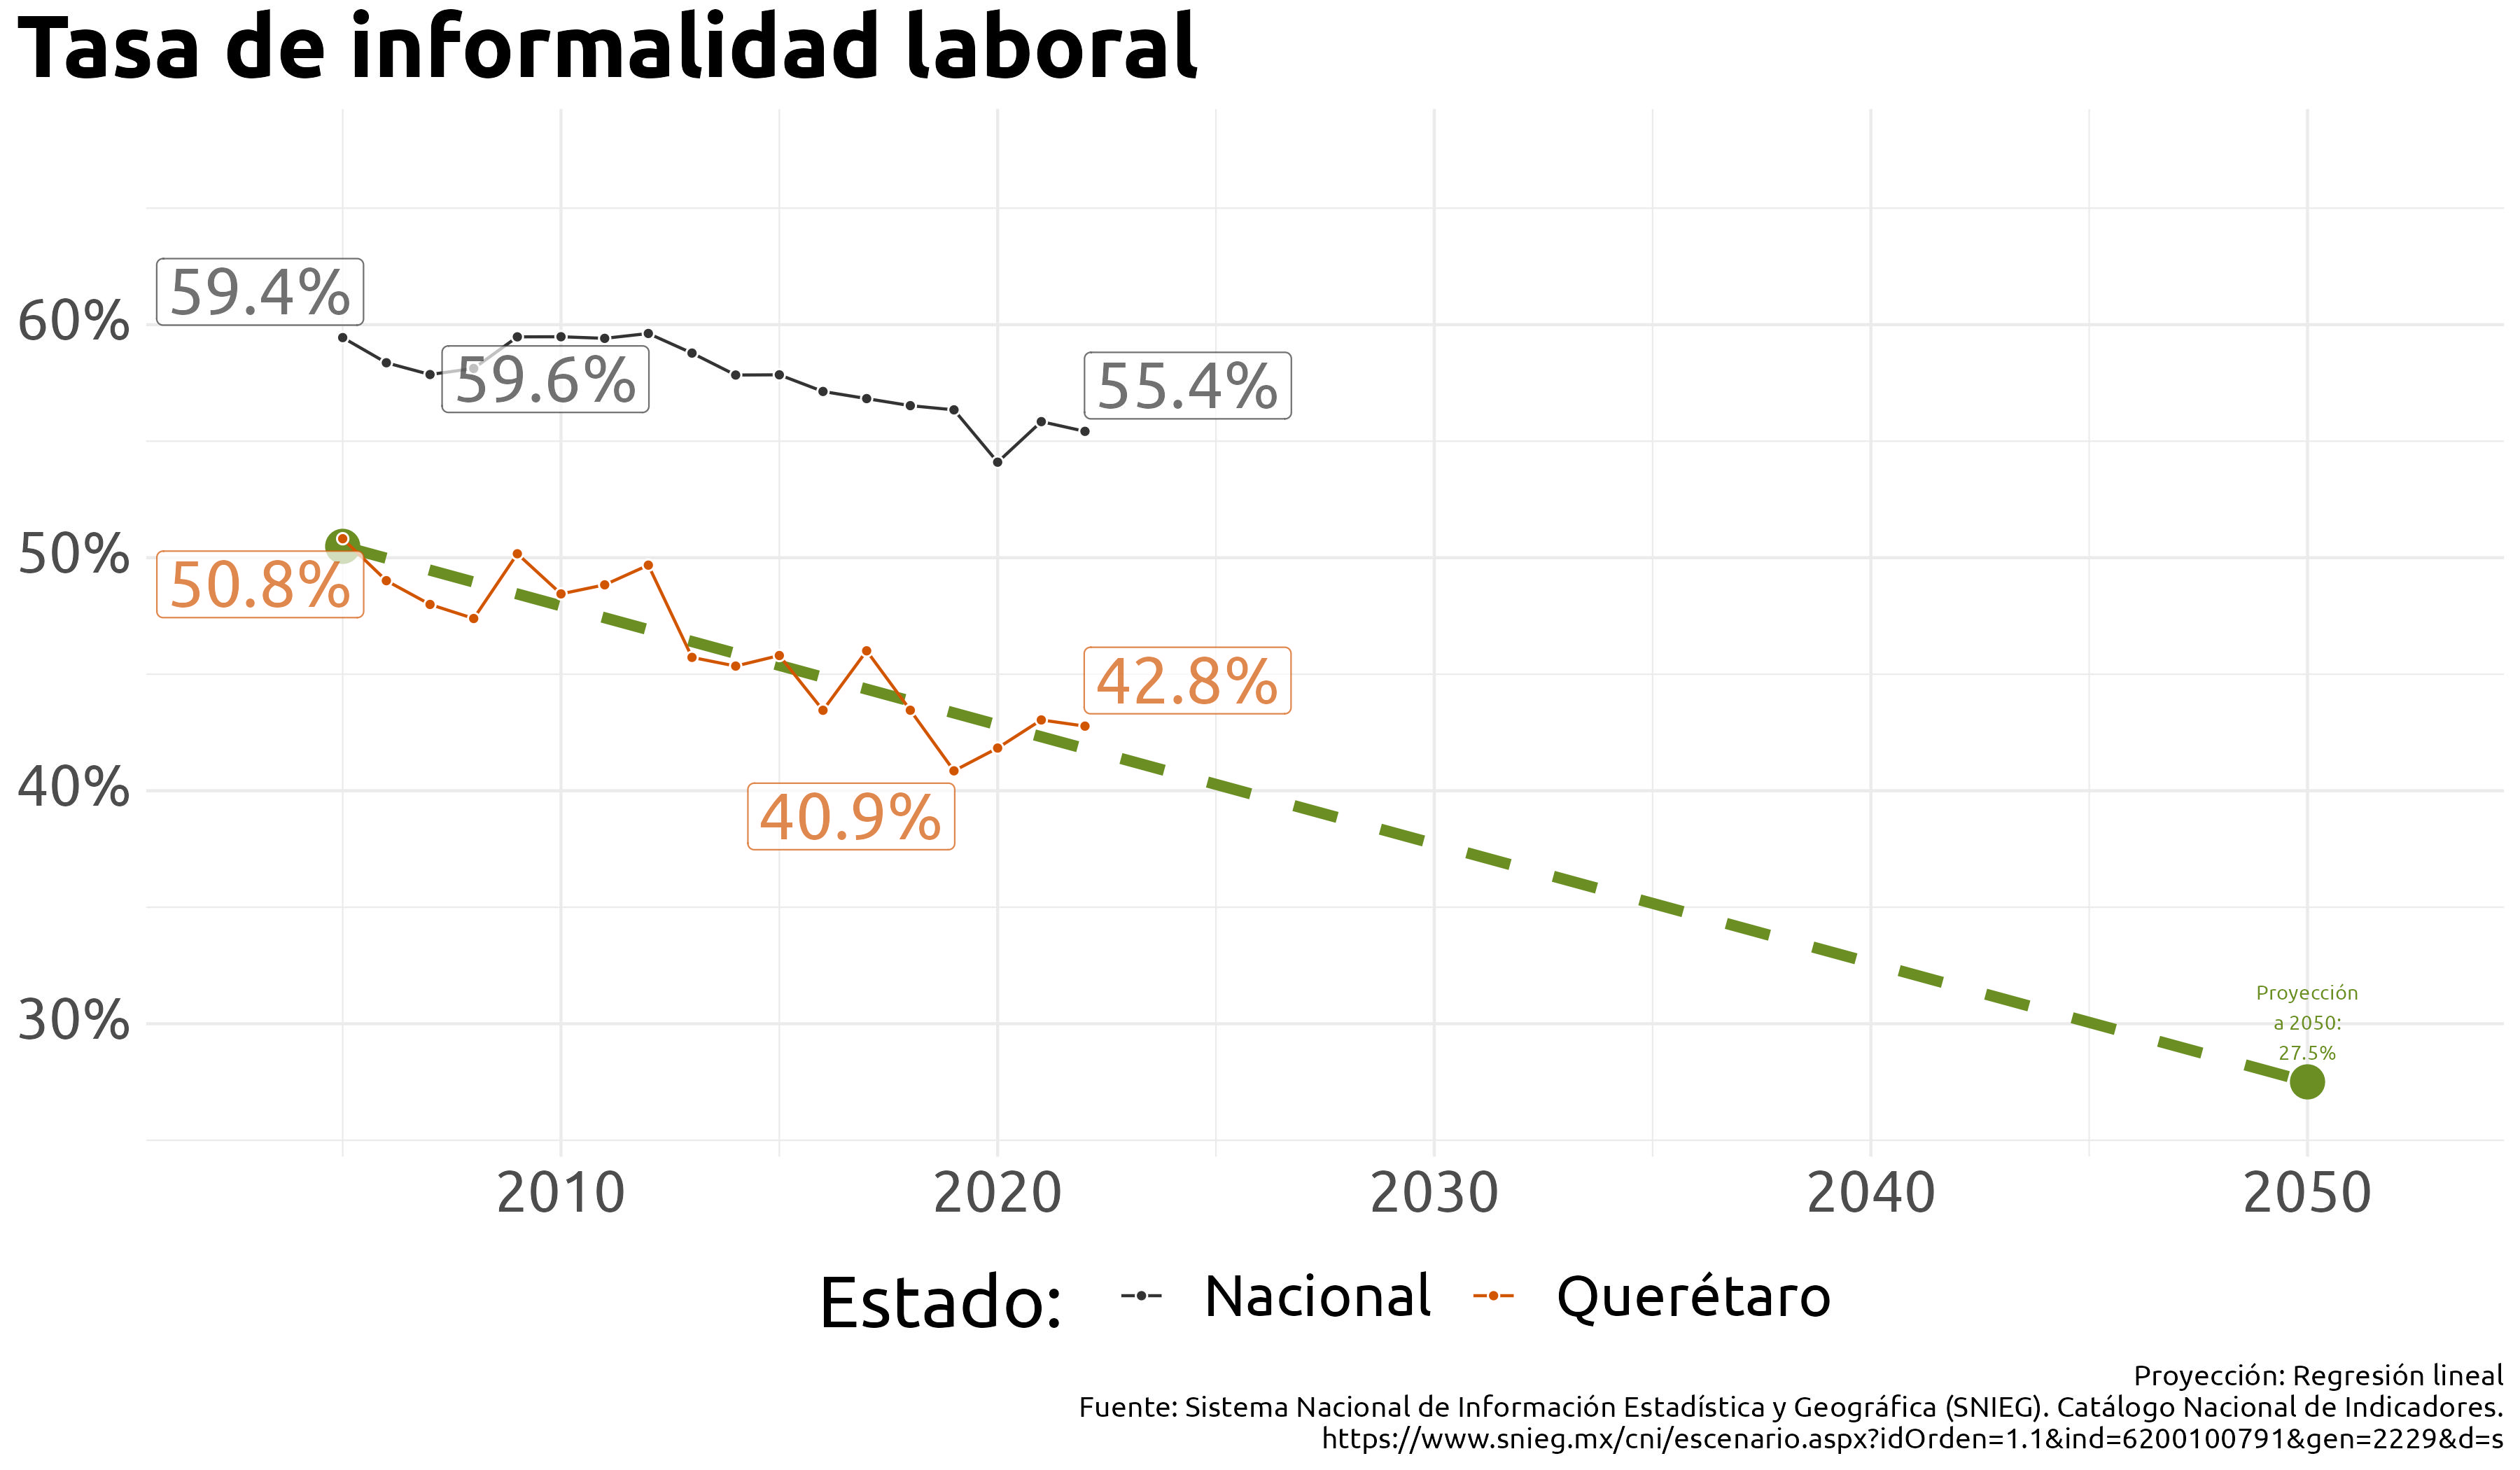 Tasa de informalidad laboral
59.4%
60%
59.6%
55.4%
50%
50.8%
42.8%
40%
40.9%
30%
Proyección
a 2050:
27.5%
2010
2020
2030
2040
2050
Estado:
Nacional
Querétaro
Proyección: Regresión lineal
Fuente: Sistema Nacional de Información Estadística y Geográfica (SNIEG). Catálogo Nacional de Indicadores.
https://www.snieg.mx/cni/escenario.aspx?idOrden=1.1&ind=6200100791&gen=2229&d=s